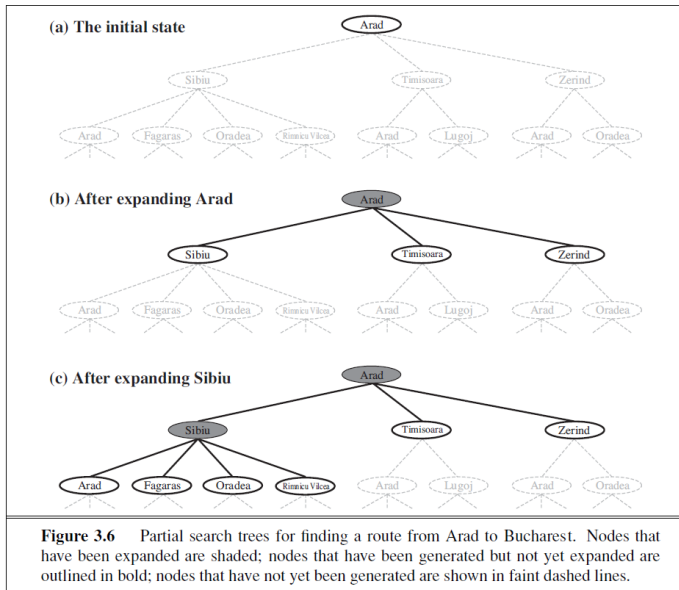 (a) The initial state
Arad
Sibiu Timisoara Zerind
Arad Fagaras Oradea Rimnicu Vilcea Arad Lugoj Arad Oradea
(b) After expanding Arad
Arad
Sibiu Timisoara Zerind
Arad Fagaras Oradea Rimnicu Vilcea Arad Lugoj Arad Oradea
(c) After expanding Sibiu
Arad
Sibiu Timisoara Zerind
Arad Fagaras Oradea Rimnicu Vilcea Arad Lugoj Arad Oradea
Figure 3.6 Partial search trees for finding a route from Arad to Bucharest. Nodes that
have been expanded are shaded; nodes that have been generated but not yet expanded are
outlined in bold; nodes that have not yet been generated are shown in faint dashed lines.